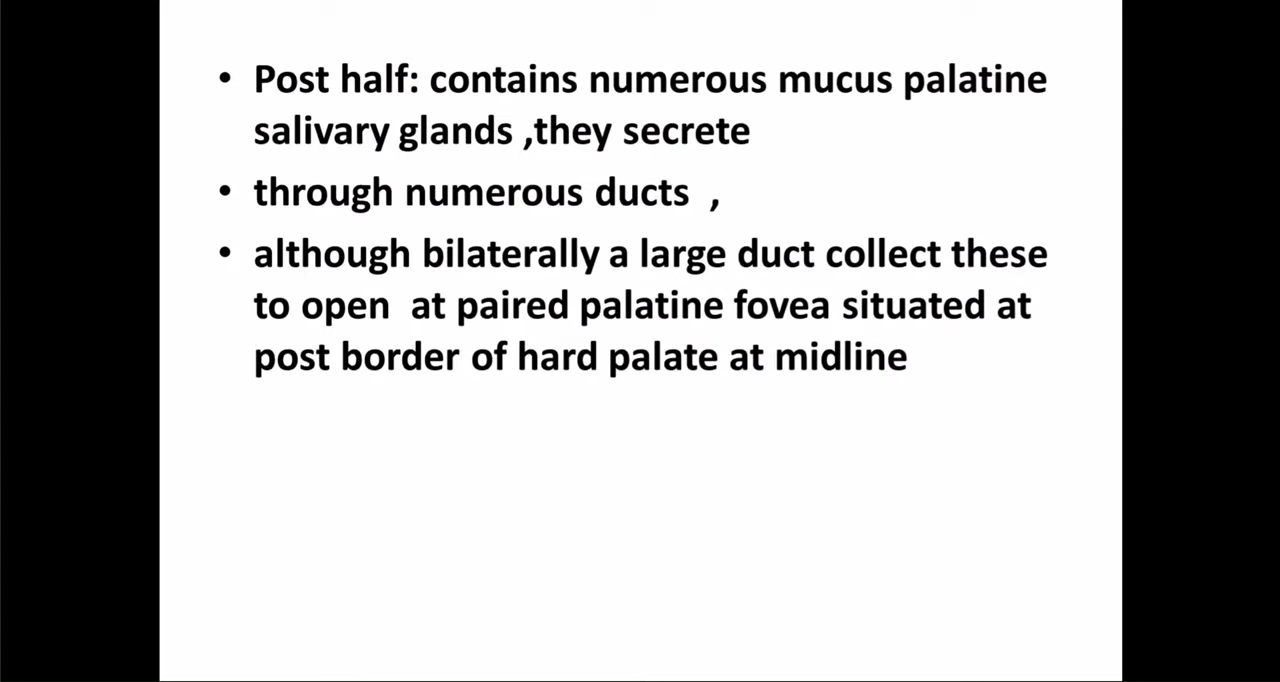 • Post half: contains numerous mucus palatine
salivary glands ,they secrete
• through numerous ducts ,
• although bilaterally a large duct collect these
to open at paired palatine fovea situated at
post border of hard palate at midline